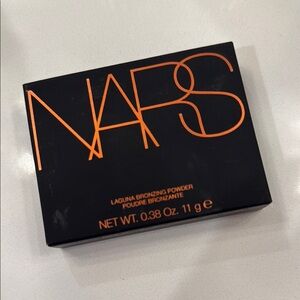 NARS
LAGUNA BRONZING POWDER
POUDRE BRONZANTE
NET WT. 0.38 Oz. 11 g ℮